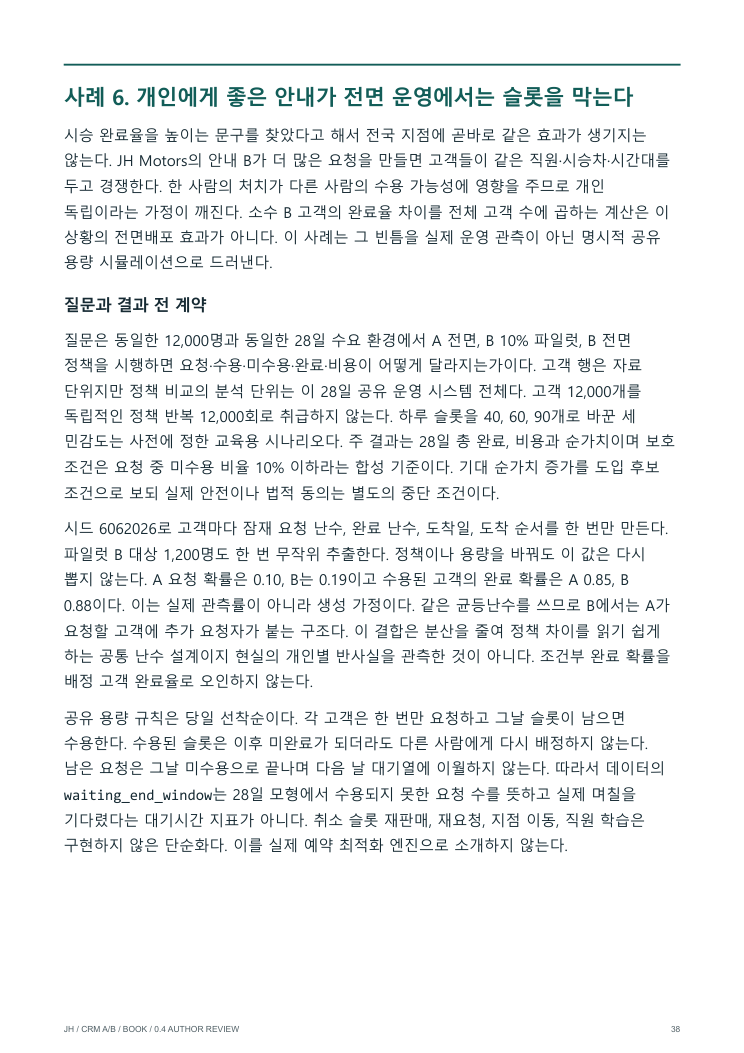 사례 6. 개인에게 좋은 안내가 전면 운영에서는 슬롯을 막는다
시승 완료율을 높이는 문구를 찾았다고 해서 전국 지점에 곧바로 같은 효과가 생기지는
않는다. JH Motors의 안내 B가 더 많은 요청을 만들면 고객들이 같은 직원·시승차·시간대를
두고 경쟁한다. 한 사람의 처치가 다른 사람의 수용 가능성에 영향을 주므로 개인
독립이라는 가정이 깨진다. 소수 B 고객의 완료율 차이를 전체 고객 수에 곱하는 계산은 이
상황의 전면배포 효과가 아니다. 이 사례는 그 빈틈을 실제 운영 관측이 아닌 명시적 공유
용량 시뮬레이션으로 드러낸다.
질문과 결과 전 계약
질문은 동일한 12,000명과 동일한 28일 수요 환경에서 A 전면, B 10% 파일럿, B 전면
정책을 시행하면 요청·수용·미수용·완료·비용이 어떻게 달라지는가이다. 고객 행은 자료
단위지만 정책 비교의 분석 단위는 이 28일 공유 운영 시스템 전체다. 고객 12,000개를
독립적인 정책 반복 12,000회로 취급하지 않는다. 하루 슬롯을 40, 60, 90개로 바꾼 세
민감도는 사전에 정한 교육용 시나리오다. 주 결과는 28일 총 완료, 비용과 순가치이며 보호
조건은 요청 중 미수용 비율 10% 이하라는 합성 기준이다. 기대 순가치 증가를 도입 후보
조건으로 보되 실제 안전이나 법적 동의는 별도의 중단 조건이다.
시드 6062026로 고객마다 잠재 요청 난수, 완료 난수, 도착일, 도착 순서를 한 번만 만든다.
파일럿 B 대상 1,200명도 한 번 무작위 추출한다. 정책이나 용량을 바꿔도 이 값은 다시
뽑지 않는다. A 요청 확률은 0.10, B는 0.19이고 수용된 고객의 완료 확률은 A 0.85, B
0.88이다. 이는 실제 관측률이 아니라 생성 가정이다. 같은 균등난수를 쓰므로 B에서는 A가
요청할 고객에 추가 요청자가 붙는 구조다. 이 결합은 분산을 줄여 정책 차이를 읽기 쉽게
하는 공통 난수 설계이지 현실의 개인별 반사실을 관측한 것이 아니다. 조건부 완료 확률을
배정 고객 완료율로 오인하지 않는다.
공유 용량 규칙은 당일 선착순이다. 각 고객은 한 번만 요청하고 그날 슬롯이 남으면
수용한다. 수용된 슬롯은 이후 미완료가 되더라도 다른 사람에게 다시 배정하지 않는다.
남은 요청은 그날 미수용으로 끝나며 다음 날 대기열에 이월하지 않는다. 따라서 데이터의
waiting_end_window는 28일 모형에서 수용되지 못한 요청 수를 뜻하고 실제 며칠을
기다렸다는 대기시간 지표가 아니다. 취소 슬롯 재판매, 재요청, 지점 이동, 직원 학습은
구현하지 않은 단순화다. 이를 실제 예약 최적화 엔진으로 소개하지 않는다.
JH / CRM A/B / BOOK / 0.4 AUTHOR REVIEW
38